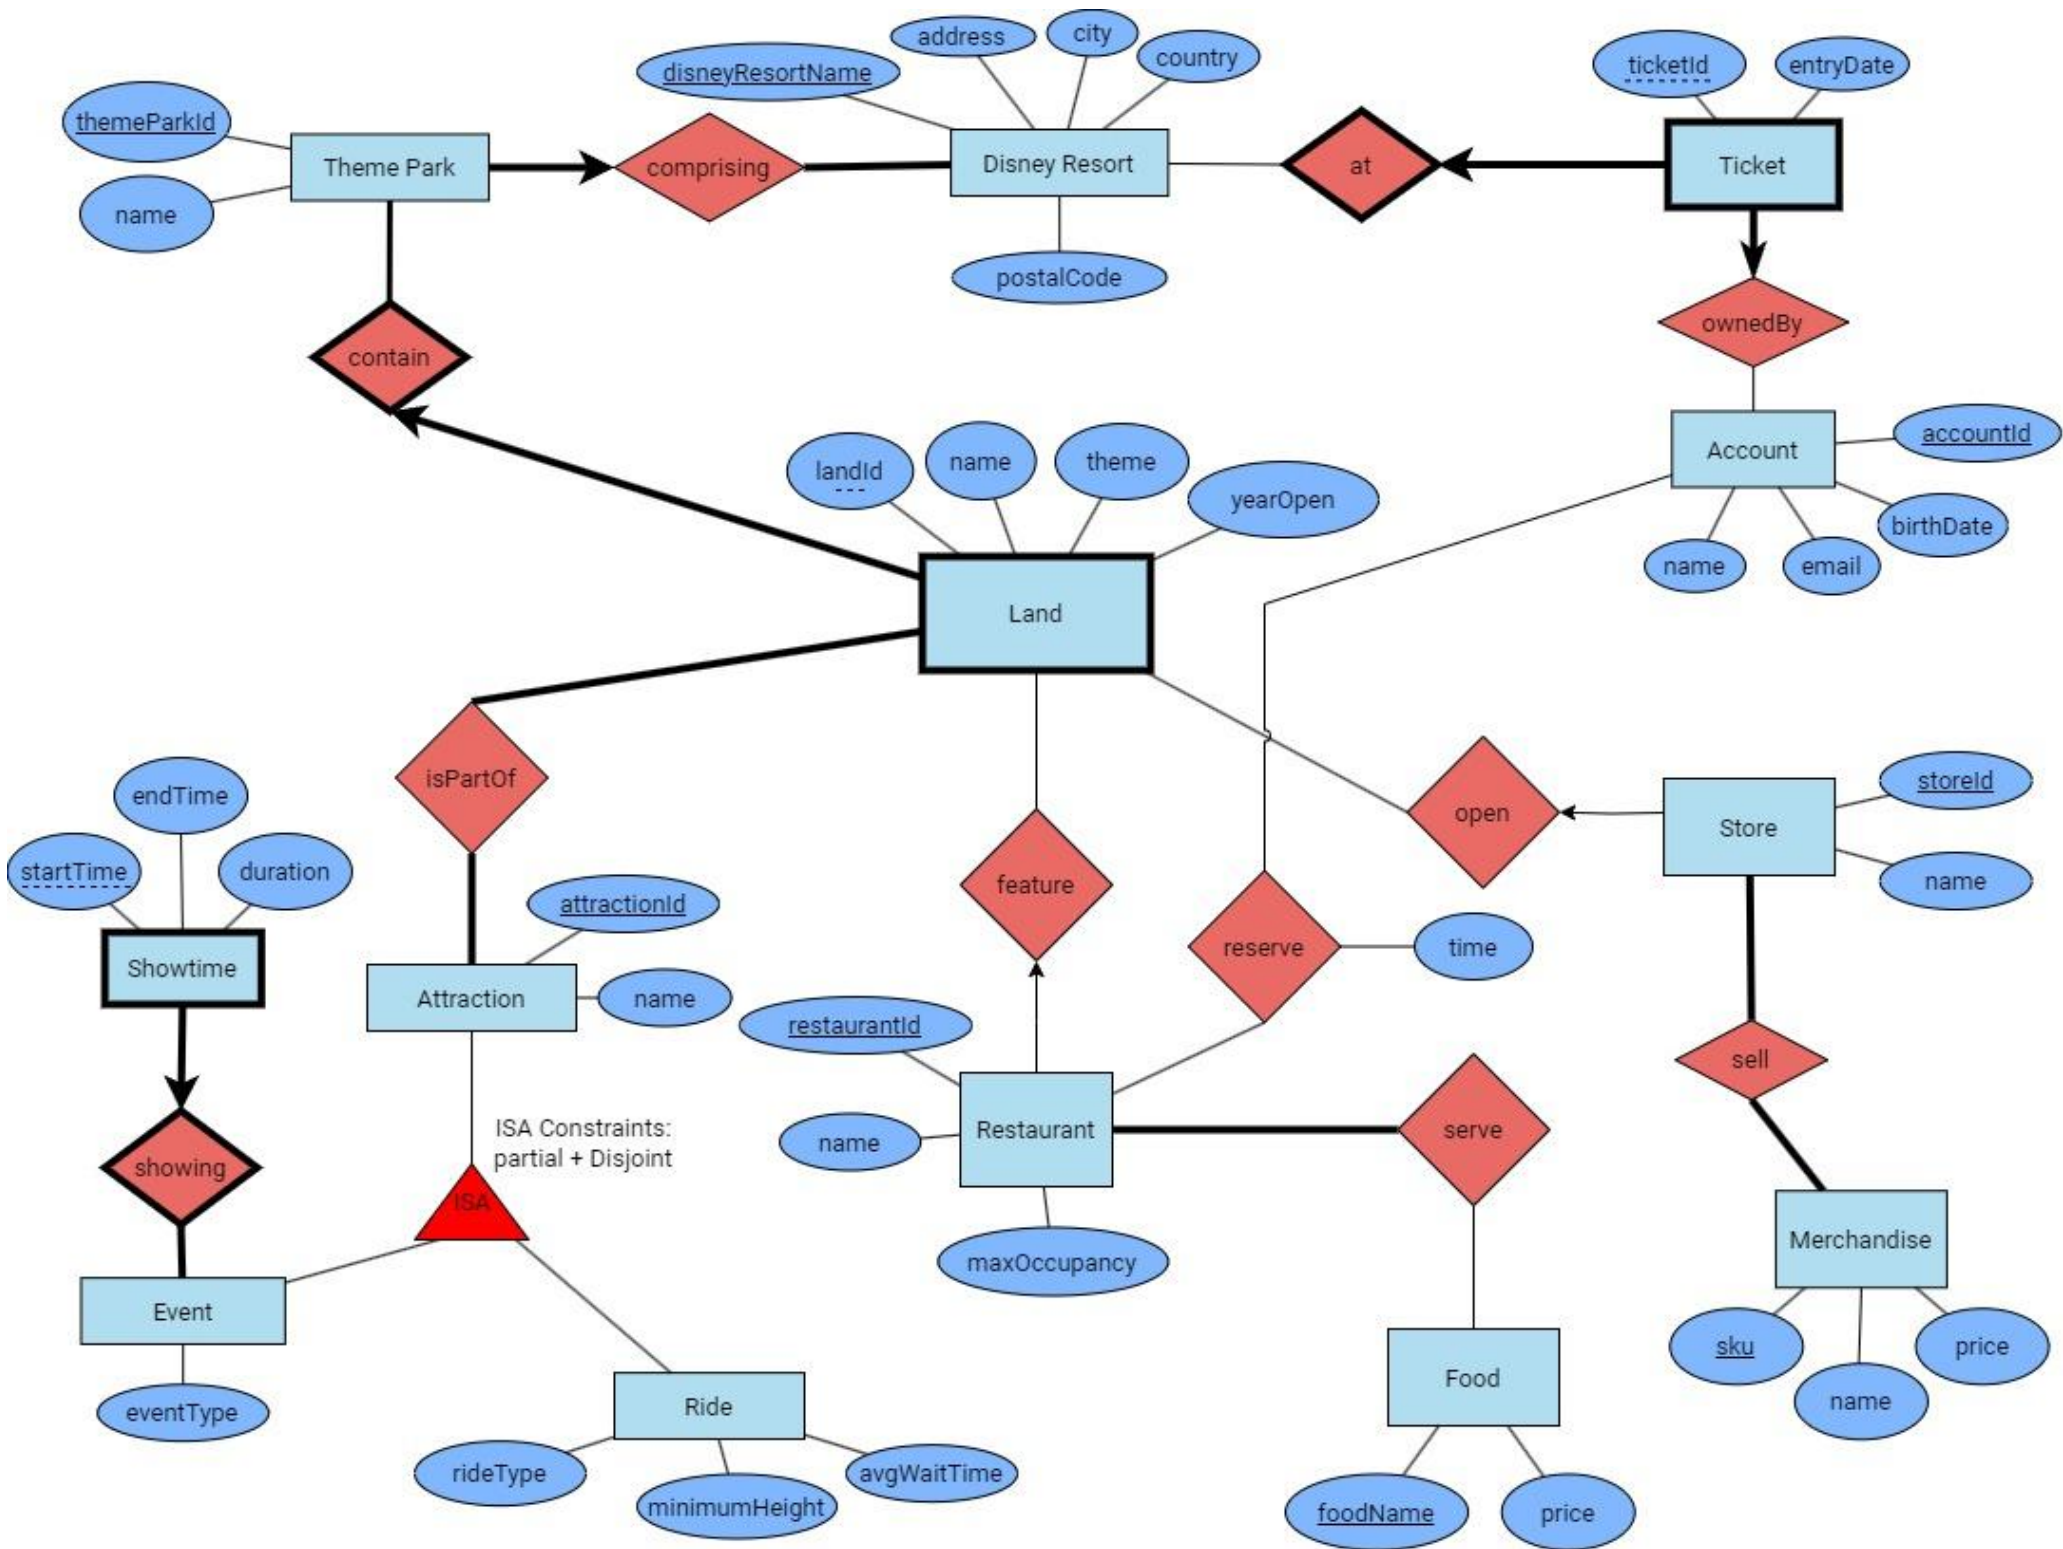 address
city
country
disneyResortName
ticketId
entryDate
themeParkId
Theme Park
comprising
Disney Resort
at
Ticket
name
postalCode
ownedBy
contain
Account
accountId
landId
name
theme
yearOpen
birthDate
name
email
Land
isPartOf
endTime
startTime
duration
feature
open
Store
storeId
name
attractionId
reserve
time
Showtime
Attraction
name
restaurantId
sell
ISA Constraints:
partial + Disjoint
name
Restaurant
serve
showing
ISA
maxOccupancy
Merchandise
Event
sku
price
name
eventType
Ride
Food
rideType
minimumHeight
avgWaitTime
foodName
price